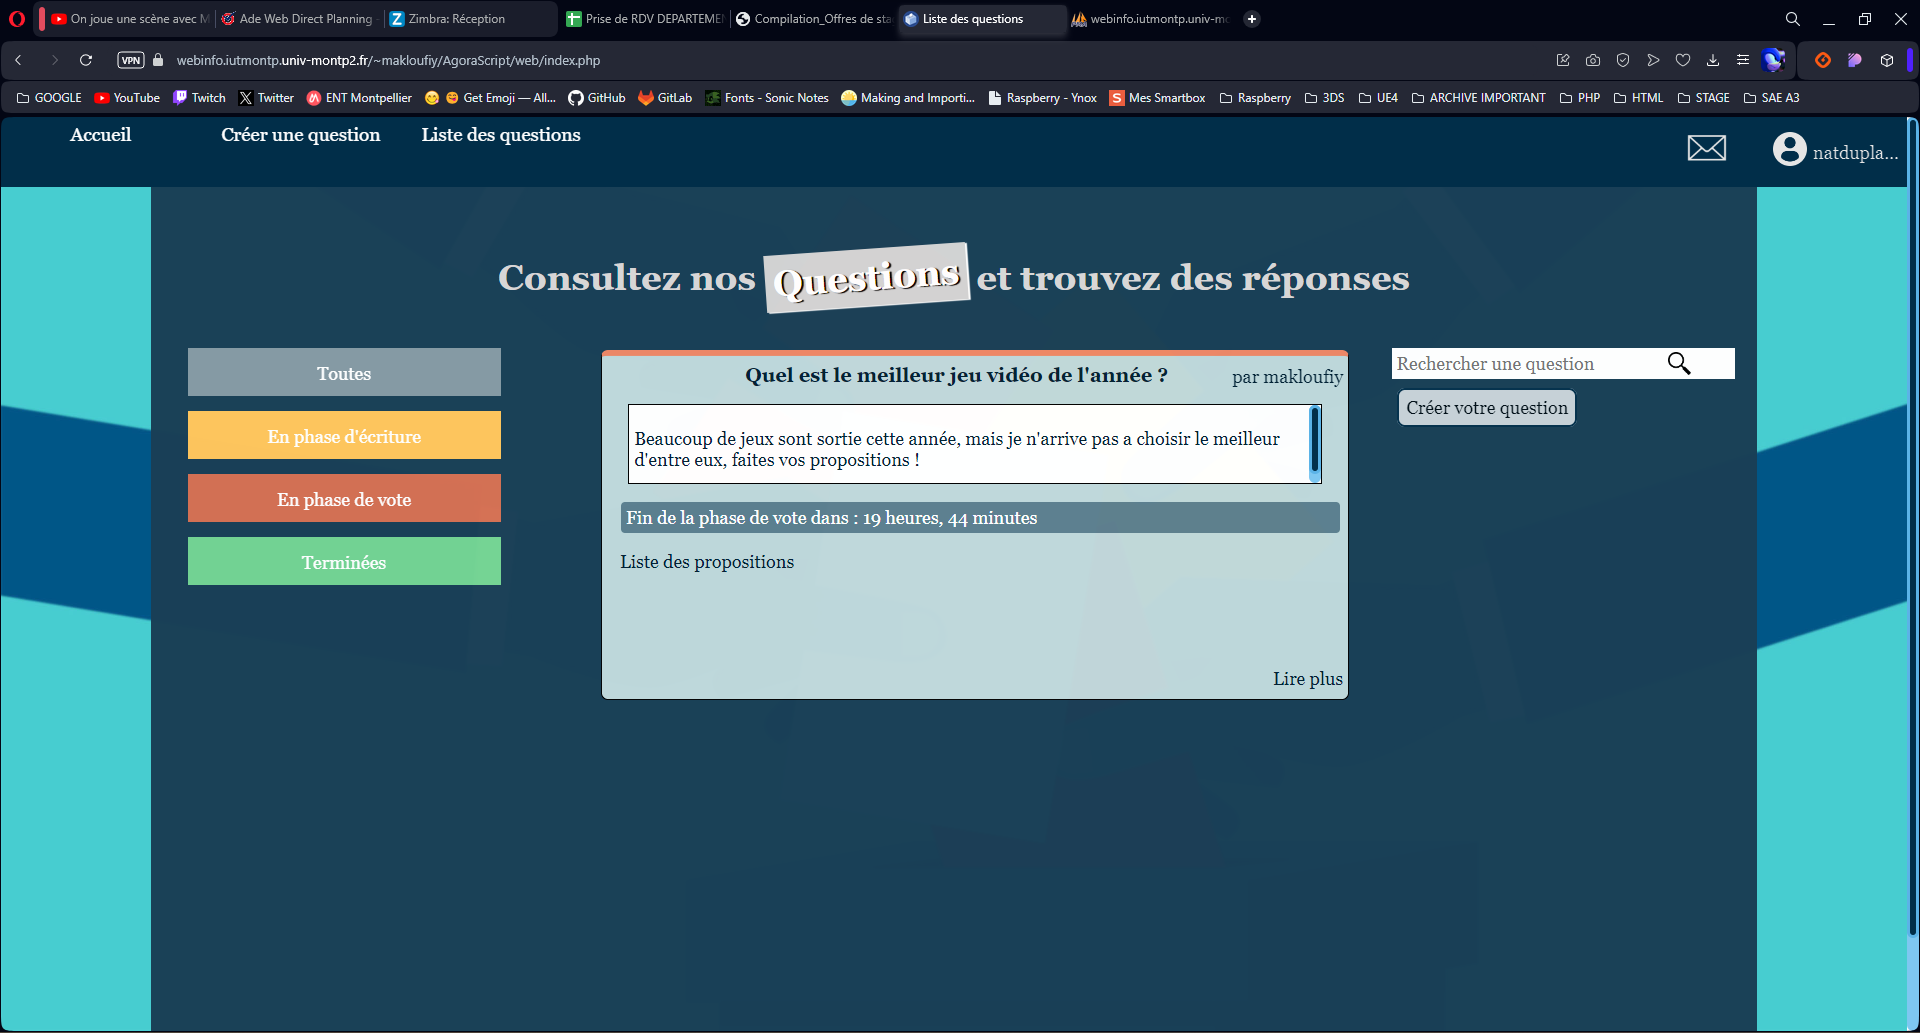 On joue une scène avec M
Ade Web Direct Planning
Zimbra: Réception
Prise de RDV DEPARTEME
Compilation_Offres de sta
Liste des questions
webinfo.iutmontp.univ-mo
VPN
webinfo.iutmontp.univ-montp2.fr/~makloufiy/AgoraScript/web/index.php
GOOGLE
YouTube
Twitch
Twitter
ENT Montpellier
Get Emoji — All...
GitHub
GitLab
Fonts - Sonic Notes
Making and Importi...
Raspberry - Ynox
Mes Smartbox
Raspberry
3DS
UE4
ARCHIVE IMPORTANT
PHP
HTML
STAGE
SAE A3
Accueil
Créer une question
Liste des questions
natdupla...
Consultez nos Questions et trouvez des réponses
Toutes
En phase d'écriture
En phase de vote
Terminées
Quel est le meilleur jeu vidéo de l'année ?
par makloufiy
Beaucoup de jeux sont sortie cette année, mais je n'arrive pas a choisir le meilleur
d'entre eux, faites vos propositions !
Fin de la phase de vote dans : 19 heures, 44 minutes
Liste des propositions
Lire plus
Rechercher une question
Créer votre question